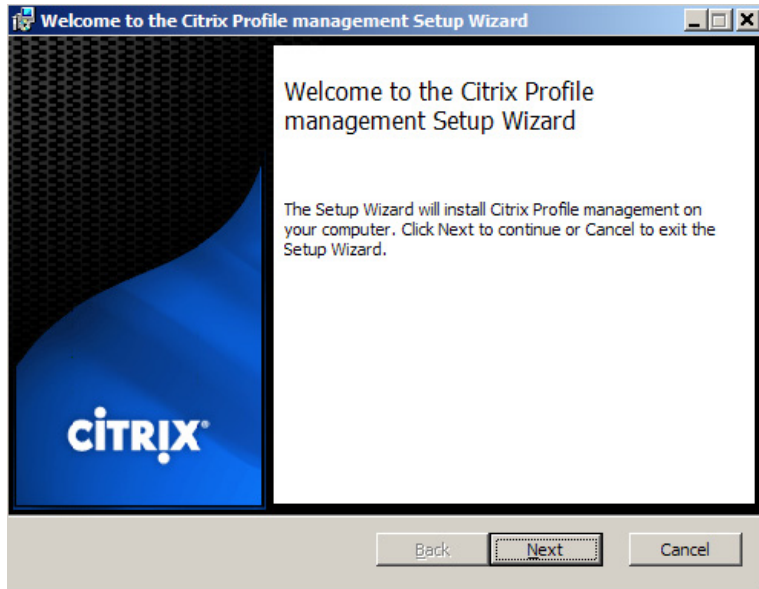 Welcome to the Citrix Profile management Setup Wizard
Welcome to the Citrix Profile
management Setup Wizard
The Setup Wizard will install Citrix Profile management on
your computer. Click Next to continue or Cancel to exit the
Setup Wizard.
CİTRỊX®
Back
Next
Cancel